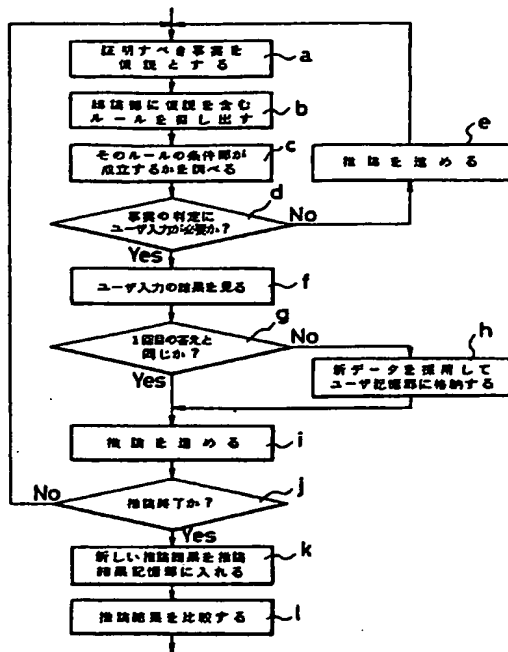 証明すべき事実を
仮説とする
a
結論部に仮説を含む
ルールを探し出す
b
そのルールの条件部が
成立するかを調べる
c
事実の判定に
ユーザ入力が必要か?
d
No
Yes
推論を進める
e
ユーザ入力の結果を見る
f
1回目の答えと
同じか?
g
No
Yes
新データを採用して
ユーザ記憶部に格納する
h
推論を進める
i
推論終了か?
j
No
Yes
新しい推論結果を推論
結果記憶部に入れる
k
推論結果を比較する
l